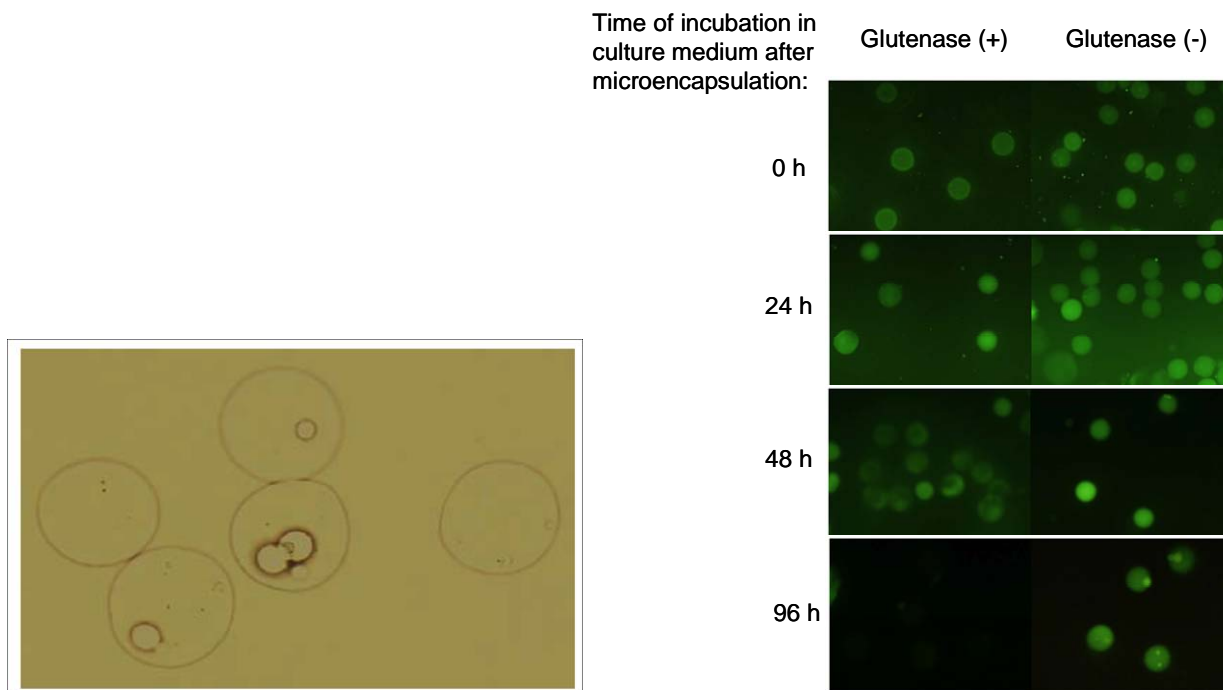 Time of incubation in
culture medium after
microencapsulation:
Glutenase (+)
Glutenase (-)
0 h
24 h
48 h
96 h